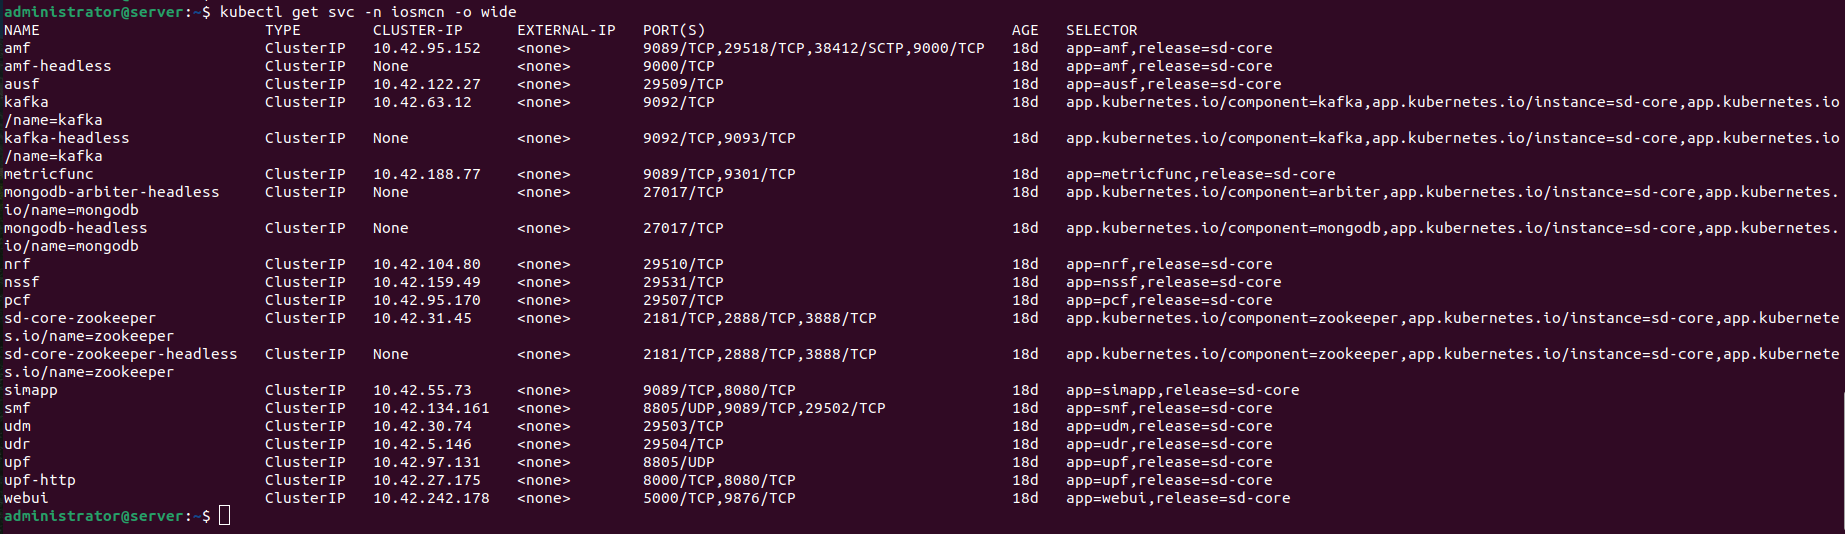 administrator@server:~$ kubectl get svc -n iosmcn -o wide
NAME TYPE CLUSTER-IP EXTERNAL-IP PORT(S) AGE SELECTOR
amf ClusterIP 10.42.95.152 <none> 9089/TCP,29518/TCP,38412/SCTP,9000/TCP 18d app=amf,release=sd-core
amf-headless ClusterIP None <none> 9000/TCP 18d app=amf,release=sd-core
ausf ClusterIP 10.42.122.27 <none> 29509/TCP 18d app=ausf,release=sd-core
kafka ClusterIP 10.42.63.12 <none> 9092/TCP 18d app.kubernetes.io/component=kafka,app.kubernetes.io/instance=sd-core,app.kubernetes.io
/name=kafka
kafka-headless ClusterIP None <none> 9092/TCP,9093/TCP 18d app.kubernetes.io/component=kafka,app.kubernetes.io/instance=sd-core,app.kubernetes.io
/name=kafka
metricfunc ClusterIP 10.42.188.77 <none> 9089/TCP,9301/TCP 18d app=metricfunc,release=sd-core
mongodb-arbiter-headless ClusterIP None <none> 27017/TCP 18d app.kubernetes.io/component=arbiter,app.kubernetes.io/instance=sd-core,app.kubernetes.
io/name=mongodb
mongodb-headless ClusterIP None <none> 27017/TCP 18d app.kubernetes.io/component=mongodb,app.kubernetes.io/instance=sd-core,app.kubernetes.
io/name=mongodb
nrf ClusterIP 10.42.104.80 <none> 29510/TCP 18d app=nrf,release=sd-core
nssf ClusterIP 10.42.159.49 <none> 29531/TCP 18d app=nssf,release=sd-core
pcf ClusterIP 10.42.95.170 <none> 29507/TCP 18d app=pcf,release=sd-core
sd-core-zookeeper ClusterIP 10.42.31.45 <none> 2181/TCP,2888/TCP,3888/TCP 18d app.kubernetes.io/component=zookeeper,app.kubernetes.io/instance=sd-core,app.kubernete
s.io/name=zookeeper
sd-core-zookeeper-headless ClusterIP None <none> 2181/TCP,2888/TCP,3888/TCP 18d app.kubernetes.io/component=zookeeper,app.kubernetes.io/instance=sd-core,app.kubernete
s.io/name=zookeeper
simapp ClusterIP 10.42.55.73 <none> 9089/TCP,8080/TCP 18d app=simapp,release=sd-core
smf ClusterIP 10.42.134.161 <none> 8805/UDP,9089/TCP,29502/TCP 18d app=smf,release=sd-core
udm ClusterIP 10.42.30.74 <none> 29503/TCP 18d app=udm,release=sd-core
udr ClusterIP 10.42.5.146 <none> 29504/TCP 18d app=udr,release=sd-core
upf ClusterIP 10.42.97.131 <none> 8805/UDP 18d app=upf,release=sd-core
upf-http ClusterIP 10.42.27.175 <none> 8000/TCP,8080/TCP 18d app=upf,release=sd-core
webui ClusterIP 10.42.242.178 <none> 5000/TCP,9876/TCP 18d app=webui,release=sd-core
administrator@server:~$